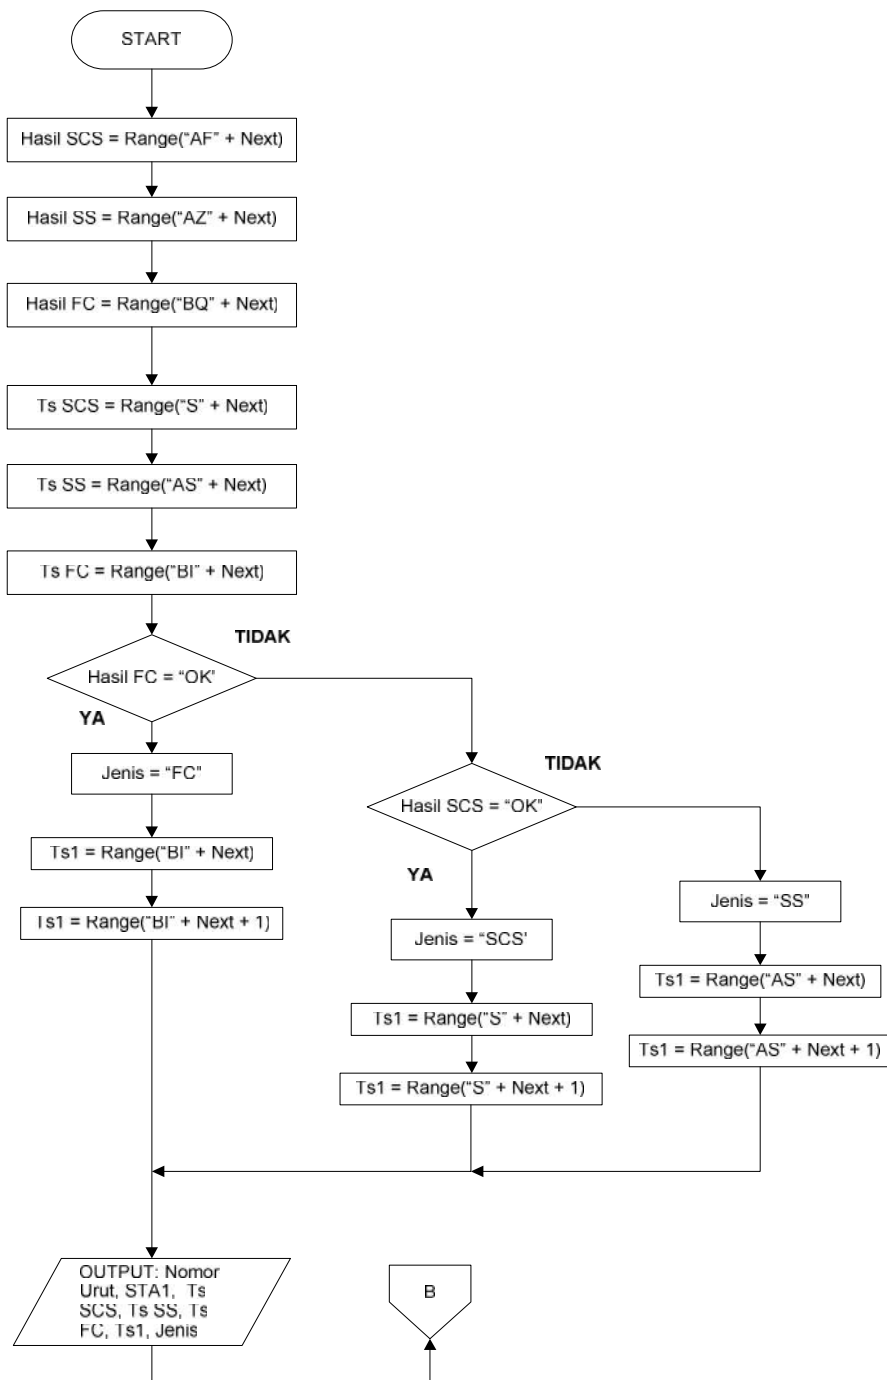 START
Hasil SCS = Range("AF" + Next)
Hasil SS = Range("AZ" + Next)
Hasil FC = Range("BQ" + Next)
Ts SCS = Range("S" + Next)
Ts SS = Range("AS" + Next)
Ts FC = Range("BI" + Next)
TIDAK
Hasil FC = "OK"
YA
Jenis = "FC"
Ts1 = Range("BI" + Next)
Ts1 = Range("BI" + Next + 1)
TIDAK
Hasil SCS = "OK"
YA
Jenis = "SCS"
Ts1 = Range("S" + Next)
Ts1 = Range("S" + Next + 1)
Jenis = "SS"
Ts1 = Range("AS" + Next)
Ts1 = Range("AS" + Next + 1)
OUTPUT: Nomor
Urut, STA1, Ts
SCS, Ts SS, Ts
FC, Ts1, Jenis
B